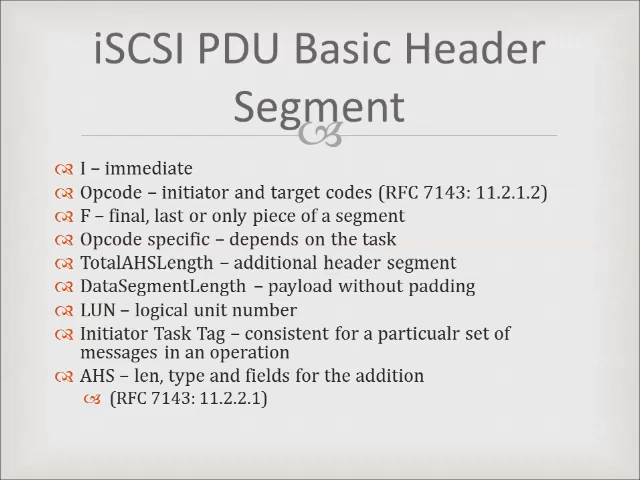 iSCSI PDU Basic Header
Segment
I – immediate
Opcode – initiator and target codes (RFC 7143: 11.2.1.2)
F – final, last or only piece of a segment
Opcode specific – depends on the task
TotalAHSLength – additional header segment
DataSegmentLength – payload without padding
LUN – logical unit number
Initiator Task Tag – consistent for a particualr set of
messages in an operation
AHS – len, type and fields for the addition
(RFC 7143: 11.2.2.1)